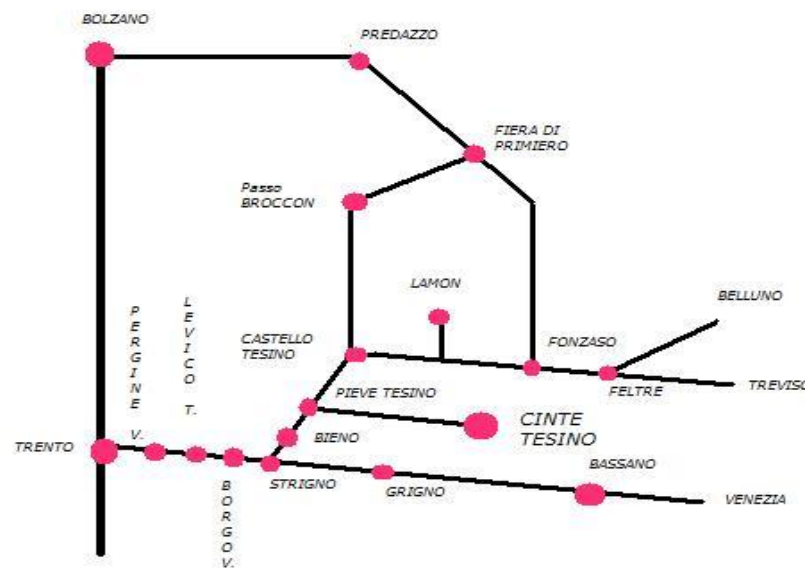 BOLZANO
PREDAZZO
FIERA DI
PRIMIERO
Passo
BROCCON
LAMON
BELLUNO
CASTELLO
TESINO
FONZASO
FELTRE
TREVISO
PERGINE V.
LEVICO T.
PIEVE TESINO
CINTE
TESINO
BIENO
TRENTO
STRIGNO
GRIGNO
BASSANO
VENEZIA
BORGOV.